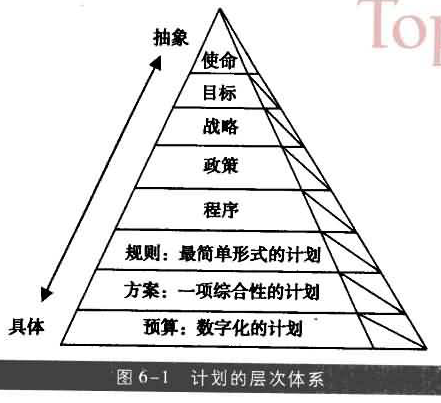 Top
抽象
使命
目标
战略
政策
程序
规则：最简单形式的计划
方案：一项综合性的计划
具体
预算：数字化的计划
图6-1 计划的层次体系